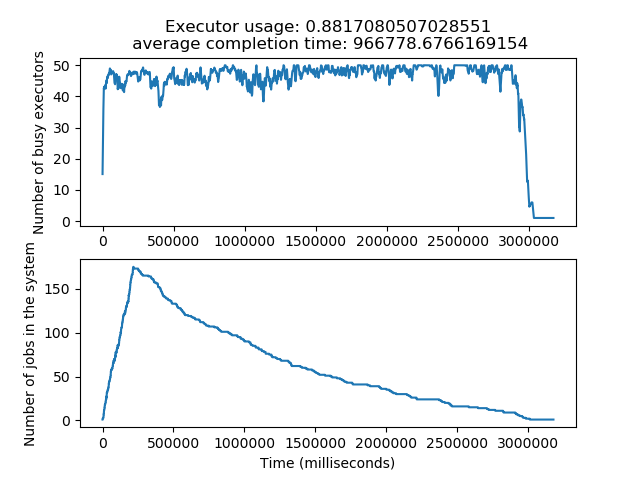 Executor usage: 0.8817080507028551
average completion time: 966778.6766169154
Number of busy executors
50
40
30
20
10
0
0 500000 1000000 1500000 2000000 2500000 3000000
Number of jobs in the system
150
100
50
0
0 500000 1000000 1500000 2000000 2500000 3000000
Time (milliseconds)